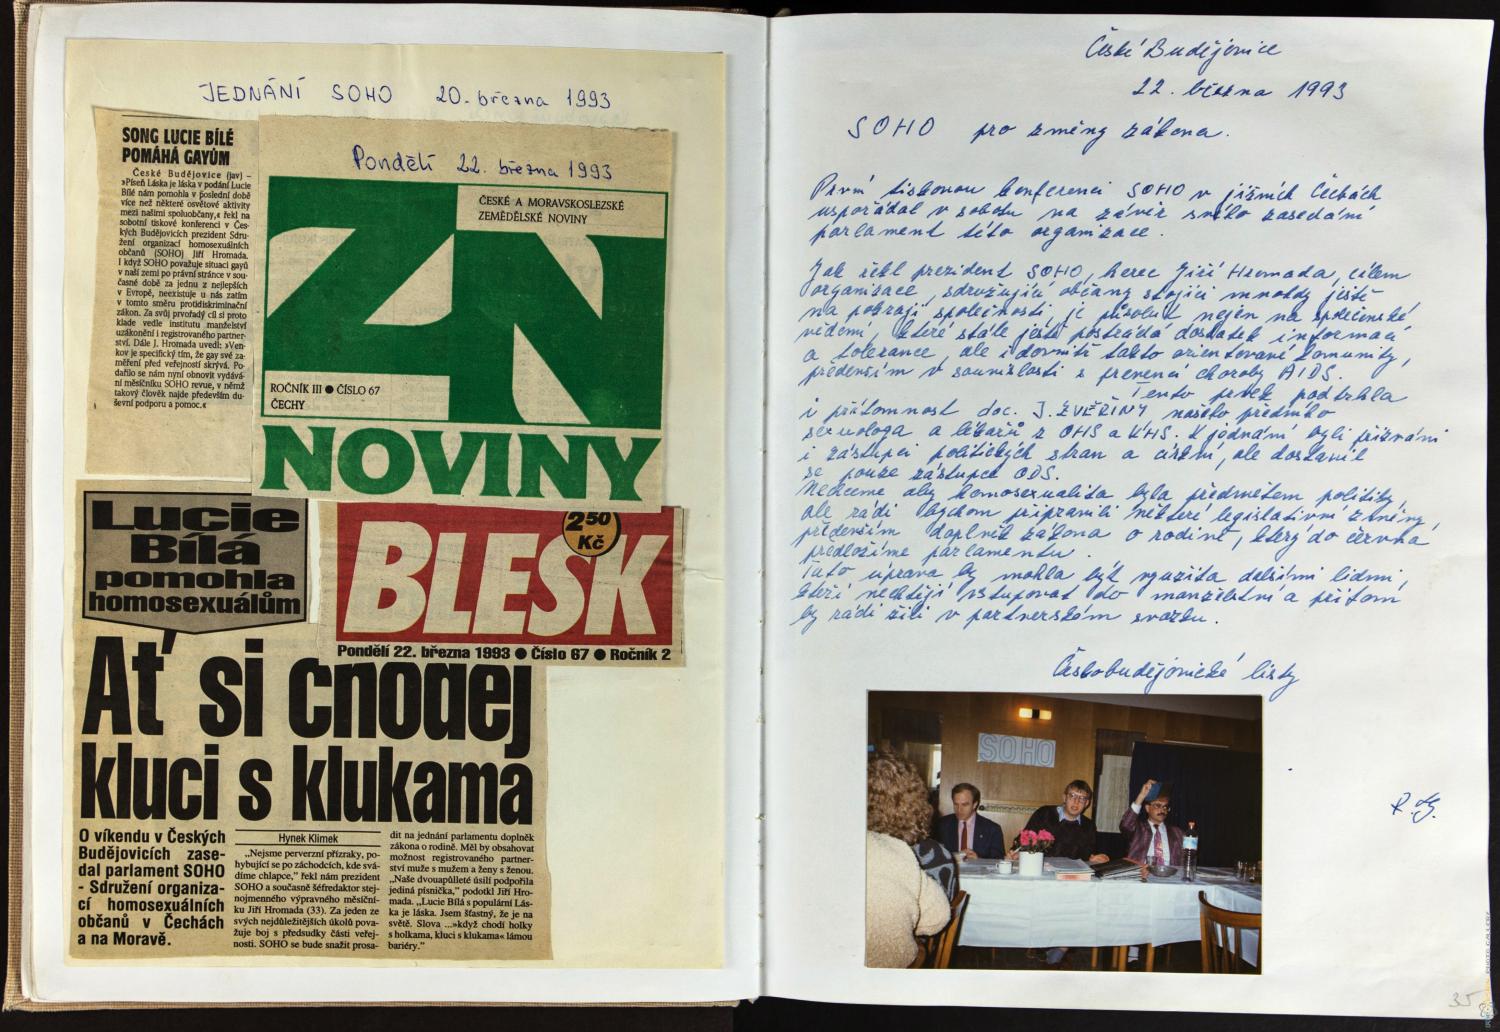 JEDNÁNÍ SOHO 20. března 1993
SONG LUCIE BÍLÉ
POMÁHÁ GAYŮM
České Budějovice (jav) –
»Píseň Láska je láska v podání Lucie
Bílé nám pomohla v poslední době
více než některé osvětové aktivity
mezi našimi spoluobčany,« řekl na
sobotní tiskové konferenci v Čes-
kých Budějovicích prezident Sdru-
žení organizací homosexuálních
občanů (SOHO) Jiří Hromada.
I když SOHO považuje situaci gayů
v naší zemi po právní stránce v sou-
časné době za jednu z nejlepších
v Evropě, neexistuje u nás zatím
v tomto směru protidiskriminační
zákon. Za svůj prvořadý cíl si proto
klade vedle institutu manželství
uzákonění i registrovaného partner-
ství. Dále J. Hromada uvedl: »Ven-
kov je specifický tím, že gay své za-
měření před veřejností skrývá. Po-
dařilo se nám nyní obnovit vydává-
ní měsíčníku SOHO revue, v němž
takový člověk najde především du-
ševní podporu a pomoc.«
Pondělí 22. března 1993
ČESKÉ A MORAVSKOSLEZSKÉ
ZEMĚDĚLSKÉ NOVINY
ZN
ROČNÍK III ● ČÍSLO 67
ČECHY
NOVINY
Lucie
Bílá
pomohla
homosexuálům
2⁵⁰
Kč
BLESK
Pondělí 22. března 1993 ● Číslo 67 ● Ročník 2
Ať si chodej
kluci s klukama
O víkendu v Českých
Budějovicích zase-
dal parlament SOHO
- Sdružení organiza-
cí homosexuálních
občanů v Čechách
a na Moravě.
Hynek Klimek
„Nejsme perverzní přízraky, po-
hybující se po záchodcích, kde svá-
díme chlapce,” řekl nám prezident
SOHO a současně šéfredaktor stej-
nojmenného výpravného měsíční-
ku Jiří Hromada (33). Za jeden ze
svých nejdůležitějších úkolů pova-
žuje boj s předsudky části veřej-
nosti. SOHO se bude snažit prosa-
dit na jednání parlamentu doplněk
zákona o rodině. Měl by obsahovat
možnost registrovaného partner-
ství muže s mužem a ženy s ženou.
„Naše dvouapůlleté úsilí podpořila
jediná písnička,” podotkl Jiří Hro-
mada. „Lucie Bílá s populární Lás-
ka je láska. Jsem šťastný, že je na
světě. Slova ...»když chodí holky
s holkama, kluci s klukama« lámou
bariéry.”
České Budějovice
22. března 1993
SOHO pro změny zákona.
První tiskovou konferenci SOHO v jižních Čechách
uspořádal v sobotu na závěr svého zasedání
parlament této organizace.
Jak řekl prezident SOHO, herec Jiří Hromada, cílem
organizace, sdružující občany stojící mnohdy ještě
na pokraji společnosti, je působit nejen na společenské
vědomí, které stále ještě postrádá dostatek informací
a tolerance, ale i dovnitř takto orientované komunity,
především v souvislosti s prevencí choroby AIDS.
Tento prvek podtrhla
i přítomnost doc. J. ZVĚŘINY, našeho předního
sexuologa a lékařů z OHS a KHS. K jednání byli přizváni
i zástupci politických stran a církví, ale dostavil
se pouze zástupce ODS.
Nechceme aby homosexualita byla předmětem politiky,
ale rádi bychom připravili některé legislativní změny,
především doplněk zákona o rodině, který do června
předložíme parlamentu.
Tato úprava by mohla být využita dalšími lidmi,
kteří nechtějí vstupovat do manželství a přitom
by rádi žili v partnerském svazku.
Českobudějovické listy
SOHO
35